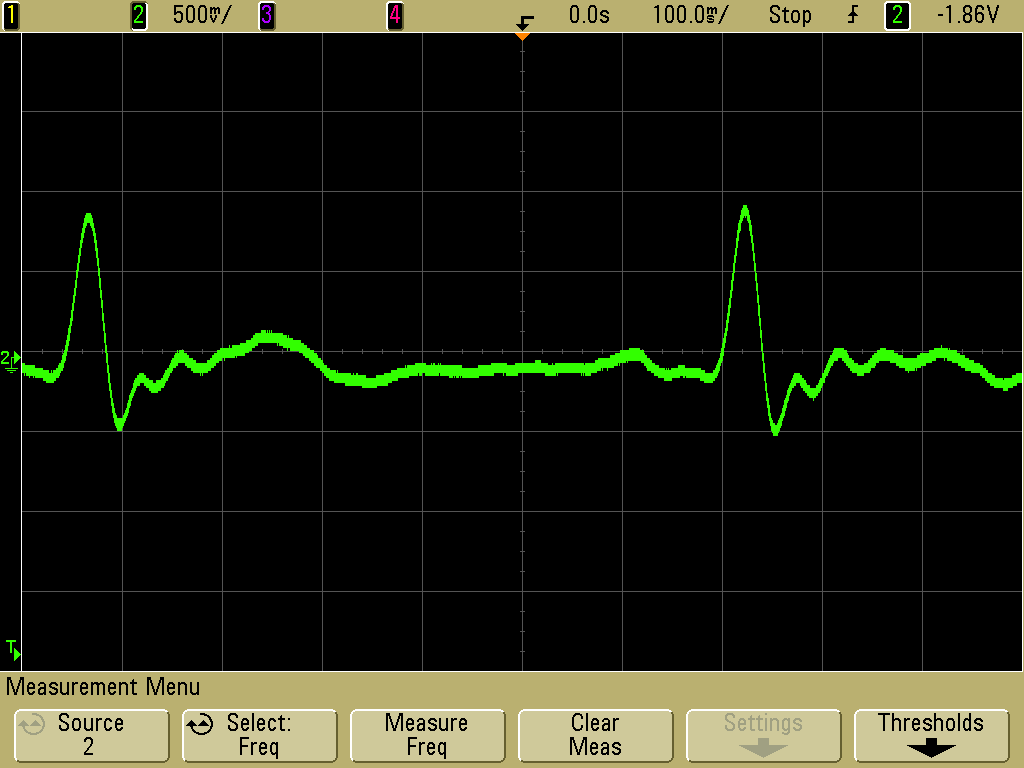 1 2 500mV/ 3 4 0.0s 100.0ms/ Stop 2 -1.86V
2
T
Measurement Menu
Source Select: Measure Clear Settings Thresholds
2 Freq Freq Meas